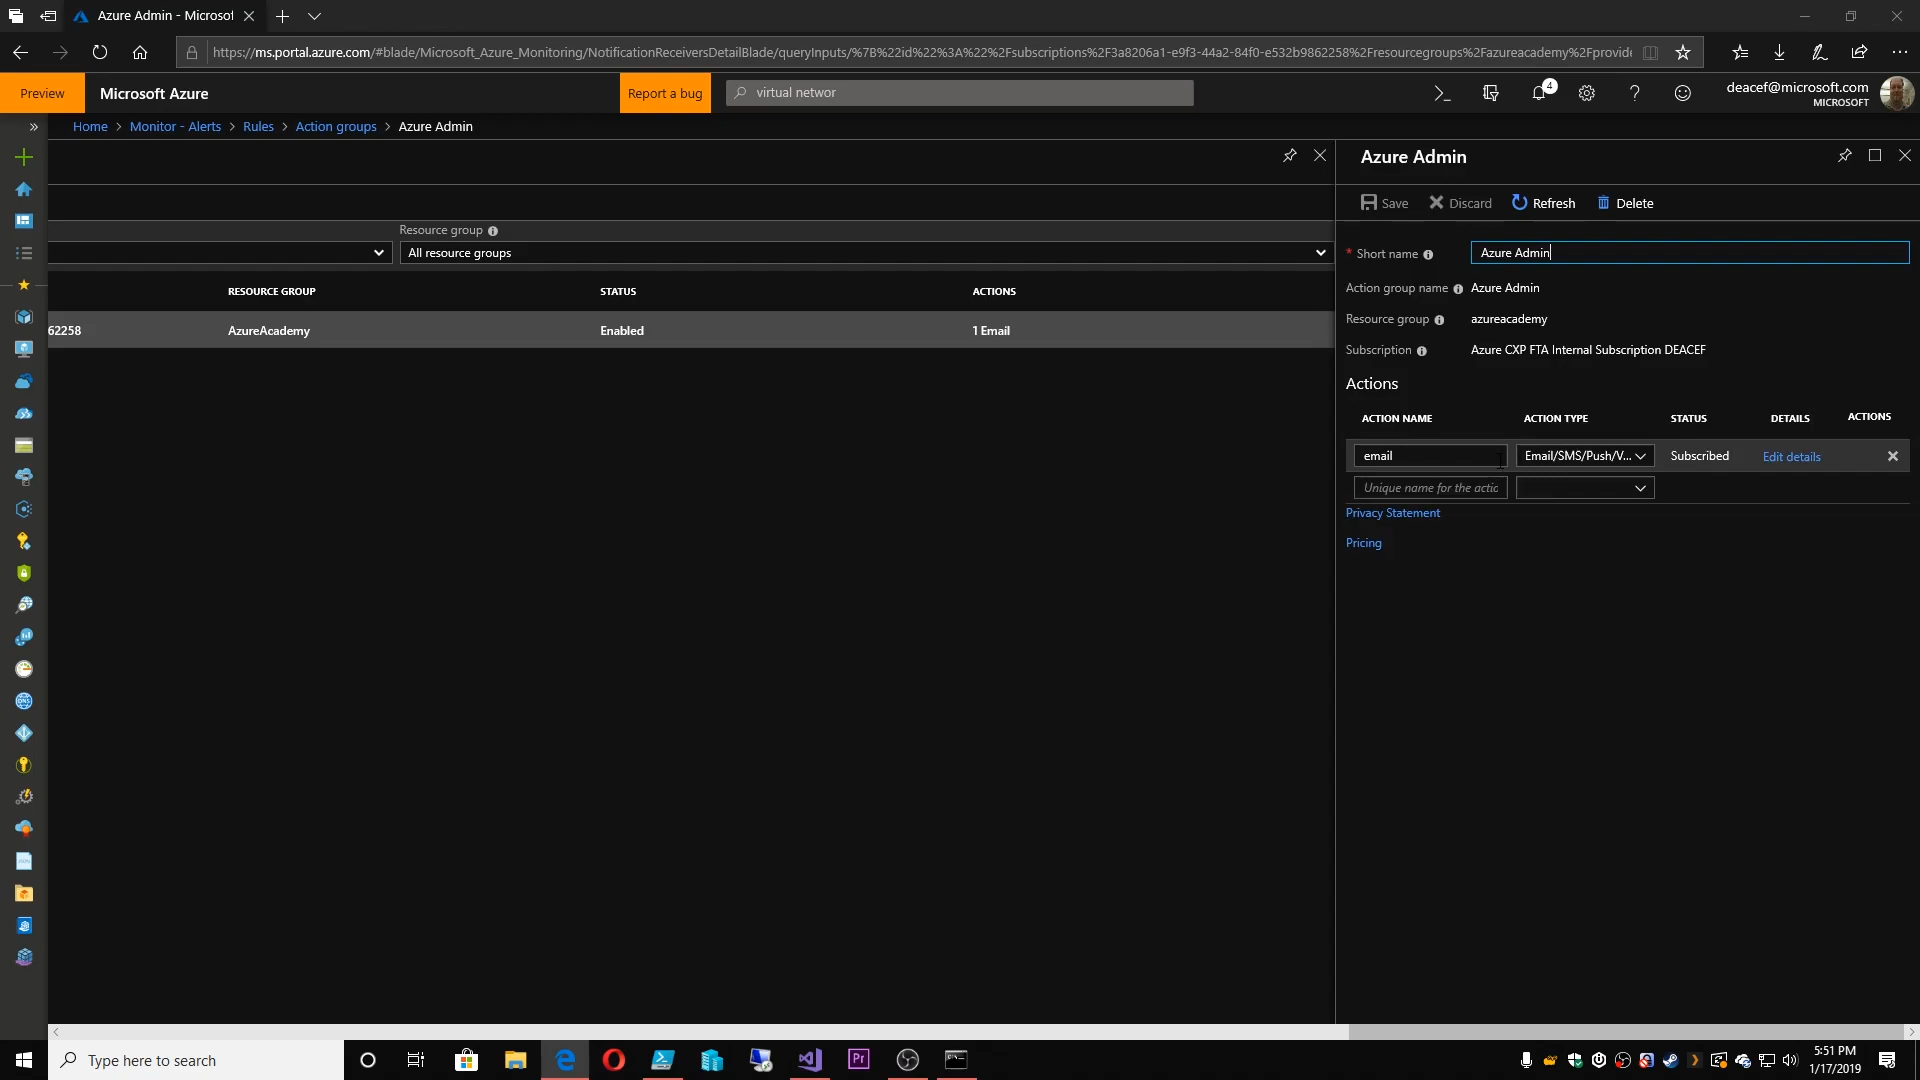 Azure Admin - Microsof
https://ms.portal.azure.com/#blade/Microsoft_Azure_Monitoring/NotificationReceiversDetailBlade/queryInputs/%7B%22id%22%3A%22%2Fsubscriptions%2F3a8206a1-e9f3-44a2-84f0-e532b9862258%2Fresourcegroups%2Fazureacademy%2Fprovide
Preview
Microsoft Azure
Report a bug
virtual networ
4
deacef@microsoft.com
MICROSOFT
Home > Monitor - Alerts > Rules > Action groups > Azure Admin
Azure Admin
Save Discard Refresh Delete
Resource group
All resource groups
RESOURCE GROUP STATUS ACTIONS
62258 AzureAcademy Enabled 1 Email
* Short name Azure Admin
Action group name Azure Admin
Resource group azureacademy
Subscription Azure CXP FTA Internal Subscription DEACEF
Actions
ACTION NAME ACTION TYPE STATUS DETAILS ACTIONS
email Email/SMS/Push/V... Subscribed Edit details
Unique name for the actic
Privacy Statement
Pricing
DNS
Type here to search
Pr
5:51 PM
1/17/2019